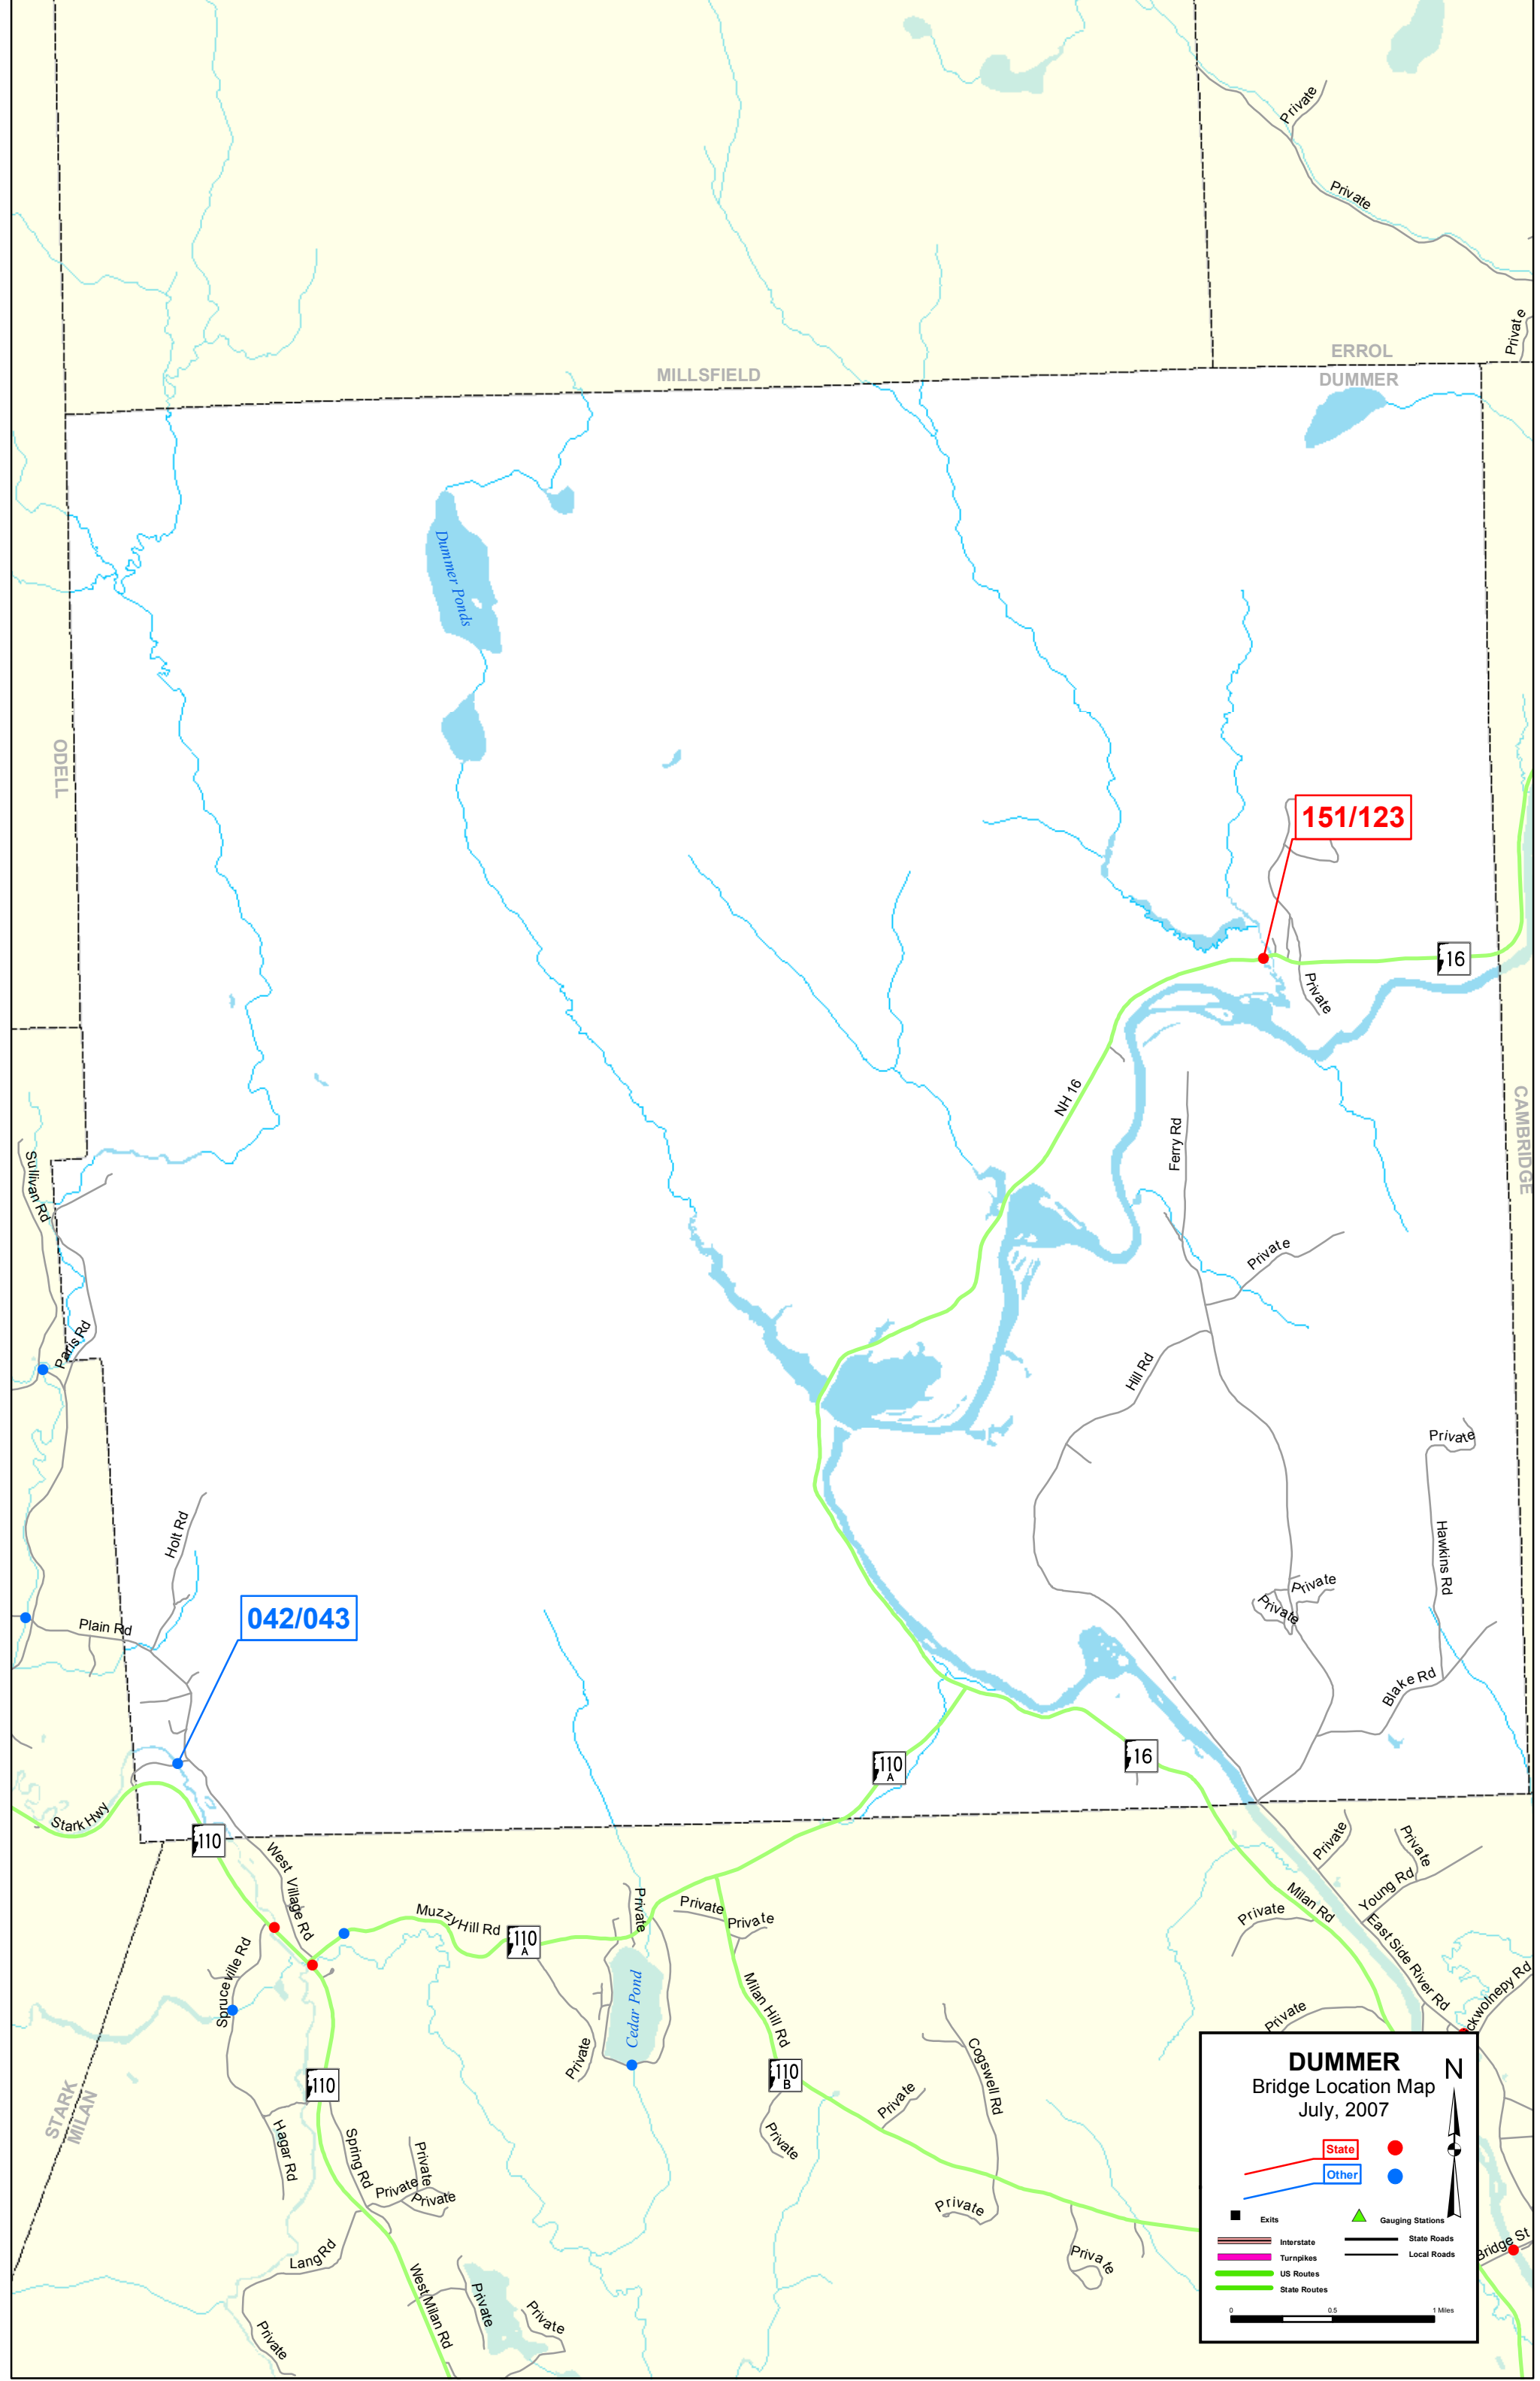 Private
Private
Private
ERROL
MILLSFIELD
DUMMER
Dummer Ponds
ODELL
151/123
16
Private
NH 16
CAMBRIDGE
Ferry Rd
Sullivan Rd
Private
Paris Rd
Hill Rd
Private
Holt Rd
Hawkins Rd
Private
Private
042/043
Plain Rd
Blake Rd
16
110
A
Stark Hwy
110
West Village Rd
Private
Private
Young Rd
Milan Rd
Private
East Side River Rd
Private
Private
Private
Muzzy Hill Rd
110
A
Spruceville Rd
Cedar Pond
Milan Hill Rd
Private
Private
ckwolnepy Rd
Cogswell Rd
110
B
Private
Private
110
STARK
MILAN
Hagar Rd
Spring Rd
Private
Private
Private
Private
Private
Lang Rd
West Milan Rd
Private
Private
Private
Bridge St
DUMMER
Bridge Location Map
July, 2007
N
State
Other
Exits
Gauging Stations
Interstate
State Roads
Turnpikes
Local Roads
US Routes
State Routes
0
0.5
1 Miles